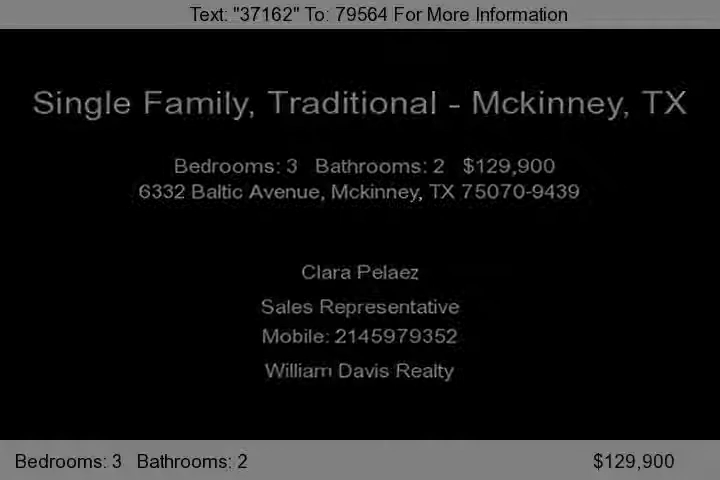 Text: "37162" To: 79564 For More Information
Single Family, Traditional - Mckinney, TX
Bedrooms: 3 Bathrooms: 2 $129,900
6332 Baltic Avenue, Mckinney, TX 75070-9439
Clara Pelaez
Sales Representative
Mobile: 2145979352
William Davis Realty
Bedrooms: 3 Bathrooms: 2 $129,900